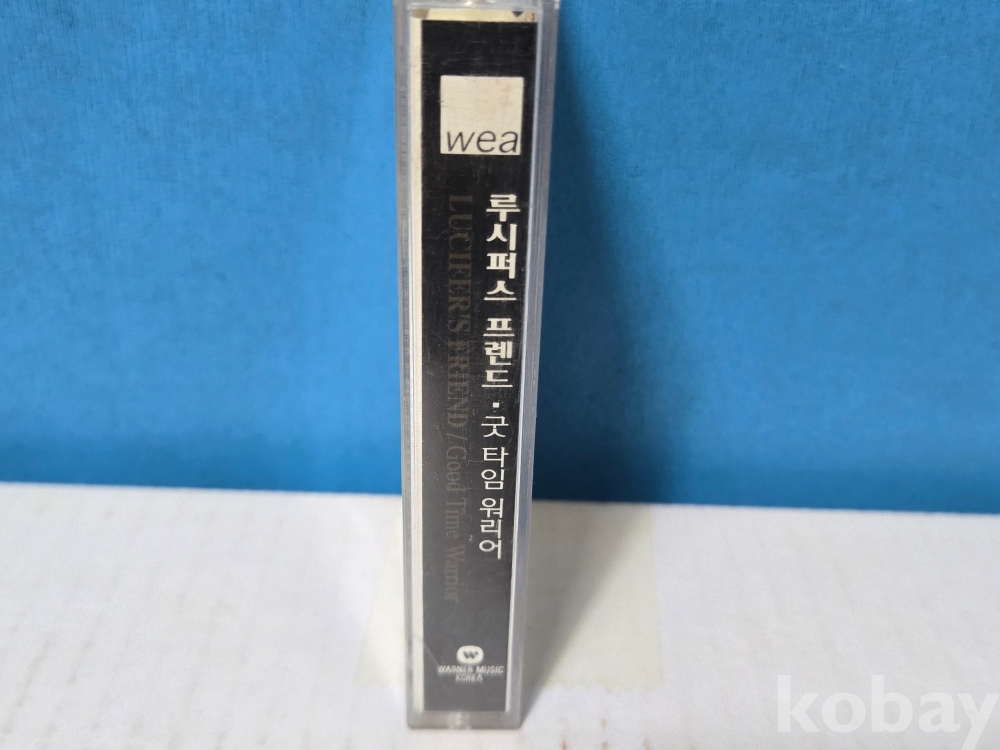 wea
루시퍼스 프렌드 · 굿 타임 워리어
LUCIFER'S FRIEND / Good Time Warrior
WARNER MUSIC
KOREA
kobay